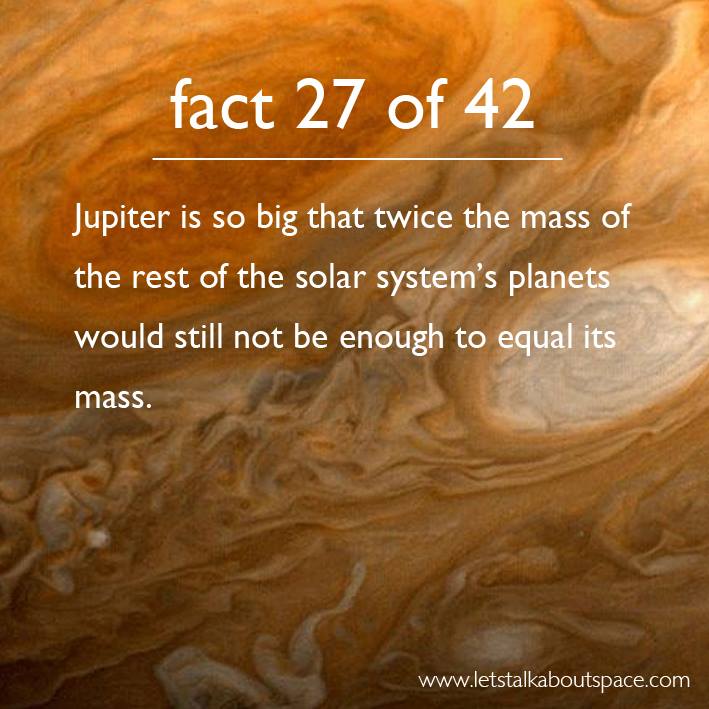 fact 27 of 42
Jupiter is so big that twice the mass of
the rest of the solar system’s planets
would still not be enough to equal its
mass.
www.letstalkaboutspace.com